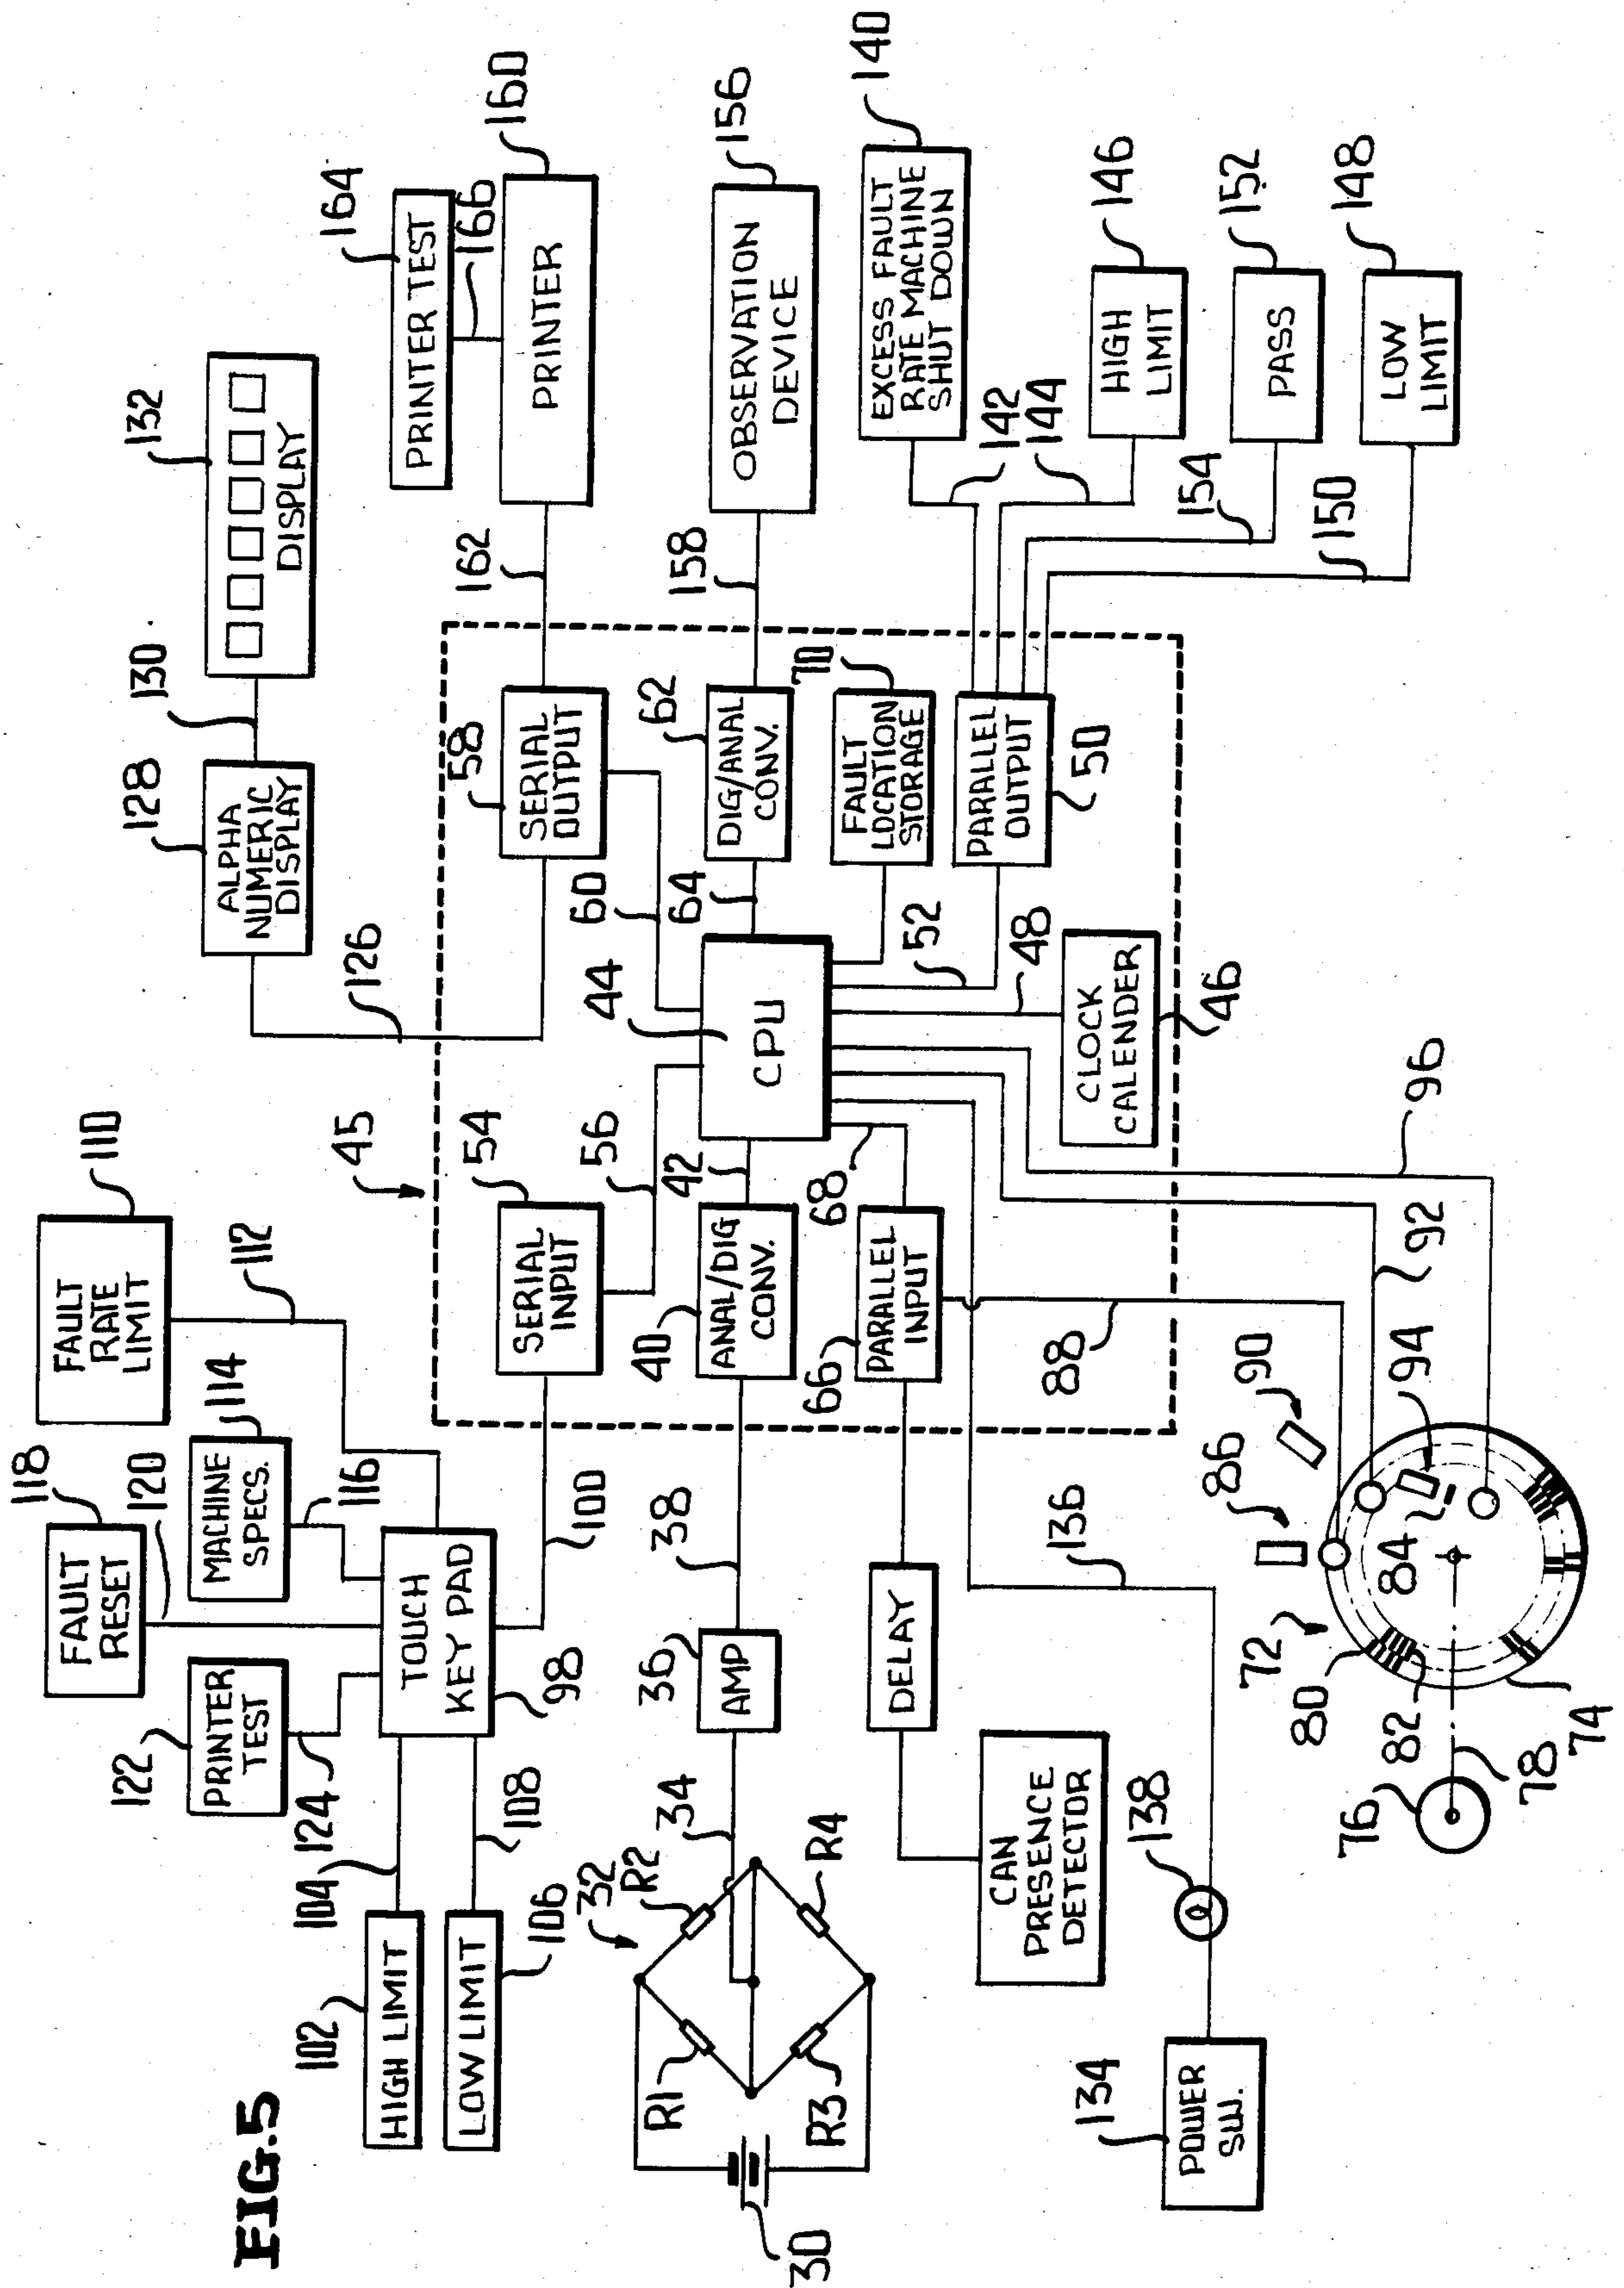 FIG.5
118
FAULT
RESET
120
110
FAULT
RATE
LIMIT
112
114
MACHINE
SPECS.
116
122
PRINTER
TEST
124
102
HIGH LIMIT
104
LOW LIMIT
106
108
TOUCH
KEY PAD
98
100
45
126
128
ALPHA
NUMERIC
DISPLAY
130
132
DISPLAY
164
PRINTER TEST
166
160
PRINTER
162
54
SERIAL
INPUT
56
58
SERIAL
OUTPUT
60
30
32
R1
R2
R3
R4
34
36
AMP
38
40
ANAL/DIG
CONV.
42
44
CPU
64
62
DIG/ANAL
CONV.
158
156
OBSERVATION
DEVICE
CAN
PRESENCE
DETECTOR
DELAY
66
PARALLEL
INPUT
68
70
FAULT
LOCATION
STORAGE
PARALLEL
OUTPUT
50
52
48
CLOCK
CALENDER
46
140
EXCESS FAULT
RATE MACHINE
SHUT DOWN
142
144
146
HIGH
LIMIT
152
PASS
154
148
LOW
LIMIT
150
134
POWER
SW.
138
136
88
86
90
92
94
96
72
74
76
78
80
82
84